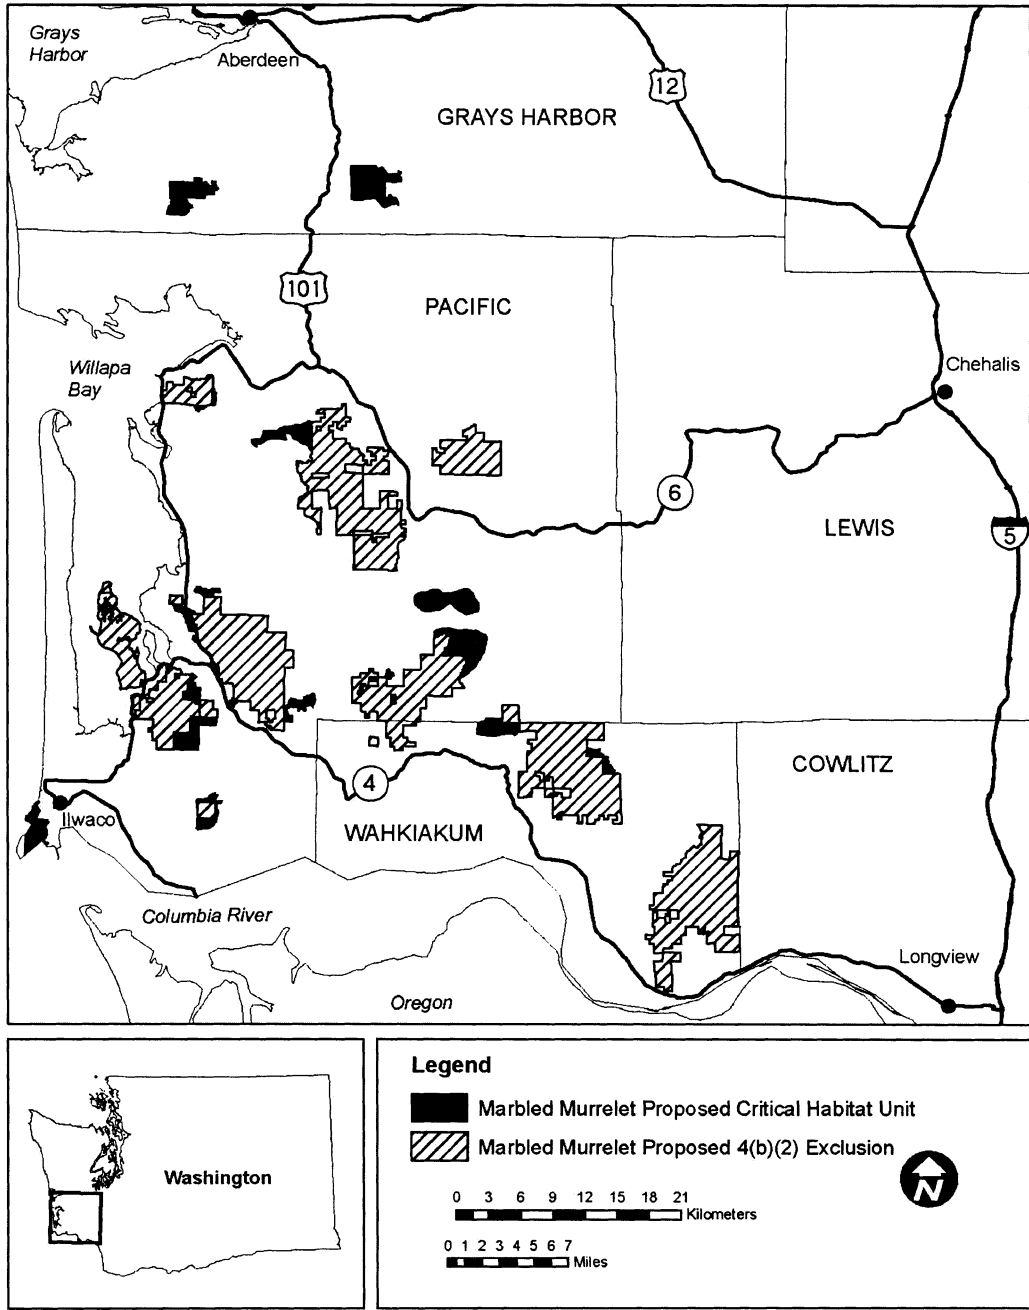 Grays
Harbor
Aberdeen
12
GRAYS HARBOR
101
PACIFIC
Willapa
Bay
Chehalis
6
LEWIS
5
COWLITZ
4
Ilwaco
WAHKIAKUM
Columbia River
Longview
Oregon
Washington
Legend
Marbled Murrelet Proposed Critical Habitat Unit
Marbled Murrelet Proposed 4(b)(2) Exclusion
N
0 3 6 9 12 15 18 21
Kilometers
0 1 2 3 4 5 6 7
Miles